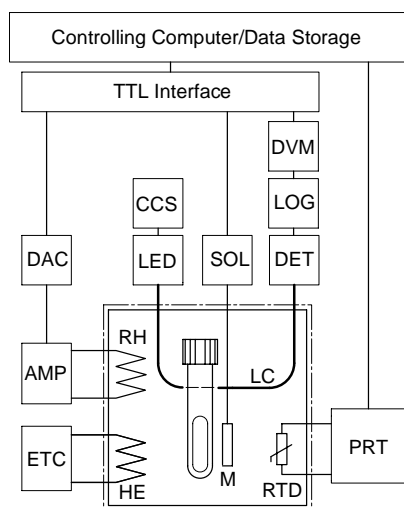 Controlling Computer/Data Storage
TTL Interface
DVM
CCS
LOG
DAC
LED
SOL
DET
RH
LC
AMP
ETC
HE
M
RTD
PRT